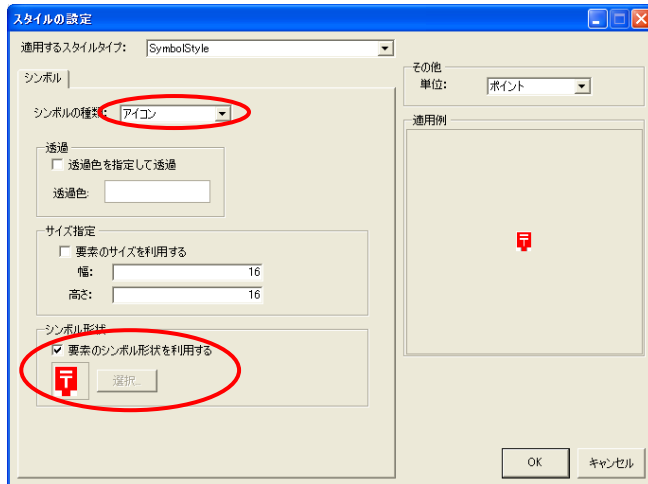 スタイルの設定
適用するスタイルタイプ: SymbolStyle
シンボル
シンボルの種類: アイコン
透過
透過色を指定して透過
透過色:
サイズ指定
要素のサイズを利用する
幅: 16
高さ: 16
シンボル形状
要素のシンボル形状を利用する
選択...
その他
単位: ポイント
適用例
OK
キャンセル